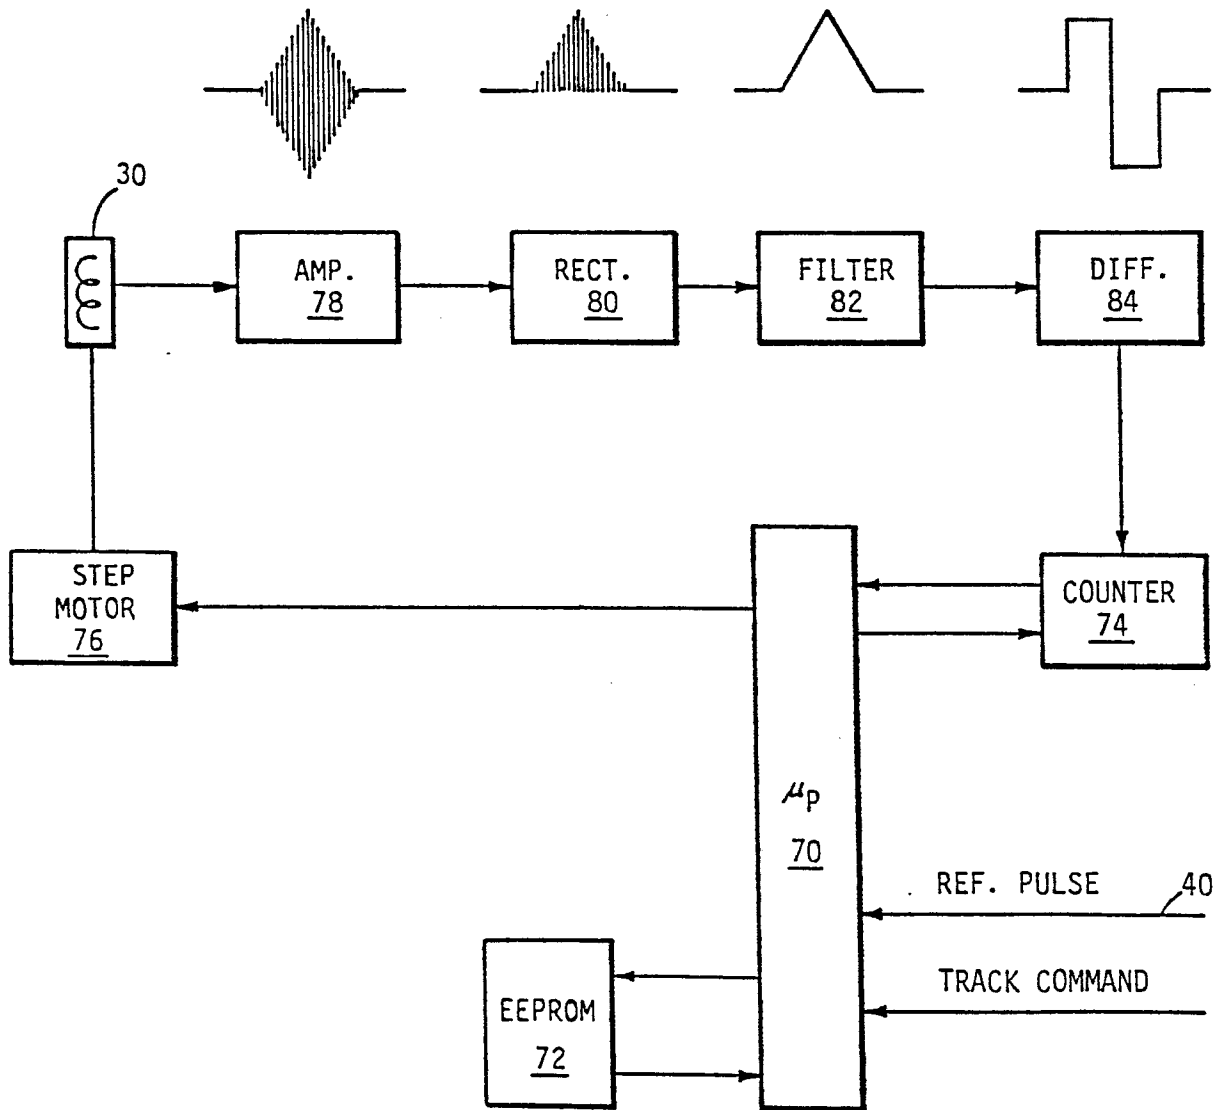 30
AMP.
78
RECT.
80
FILTER
82
DIFF.
84
STEP
MOTOR
76
COUNTER
74
μP
70
REF. PULSE
40
TRACK COMMAND
EEPROM
72